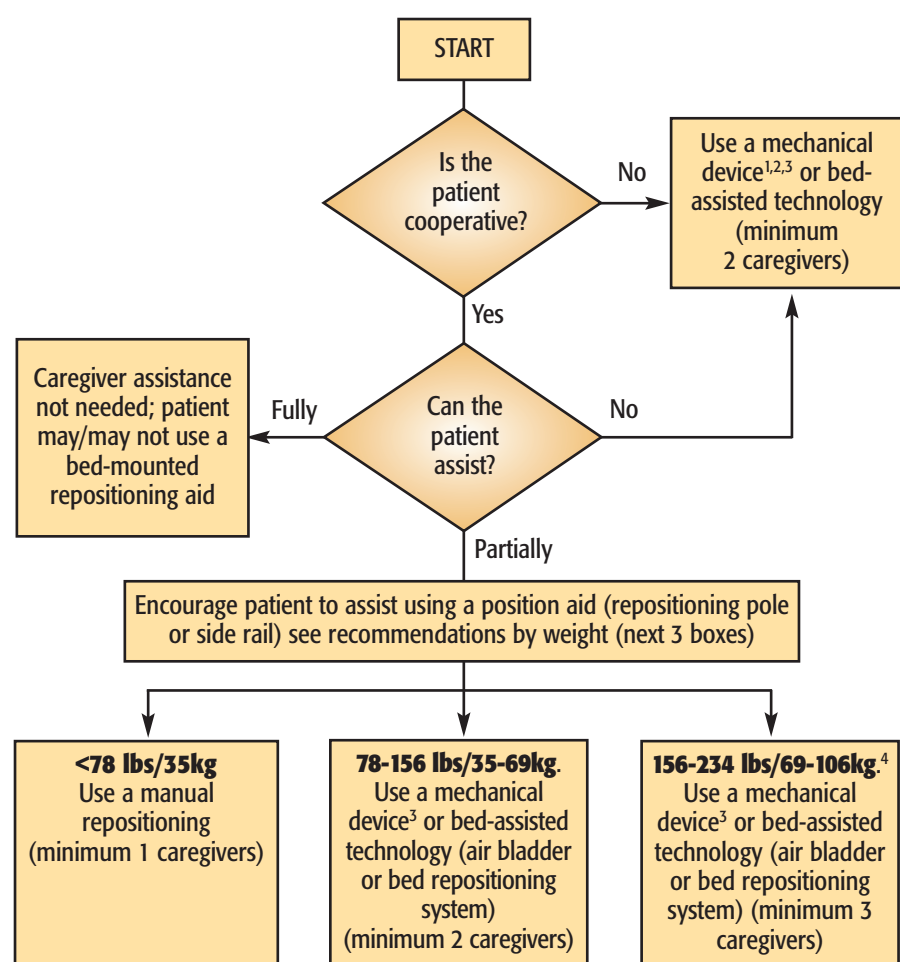 START
Is the
patient
cooperative?
No
Use a mechanical
device1,2,3 or bed-
assisted technology
(minimum
2 caregivers)
Yes
Caregiver assistance
not needed; patient
may/may not use a
bed-mounted
repositioning aid
Fully
Can the
patient
assist?
No
Partially
Encourage patient to assist using a position aid (repositioning pole
or side rail) see recommendations by weight (next 3 boxes)
<78 lbs/35kg
Use a manual
repositioning
(minimum 1 caregivers)
78-156 lbs/35-69kg.
Use a mechanical
device3 or bed-assisted
technology (air bladder
or bed repositioning
system)
(minimum 2 caregivers)
156-234 lbs/69-106kg.4
Use a mechanical
device3 or bed-assisted
technology (air bladder
or bed repositioning
system) (minimum 3
caregivers)